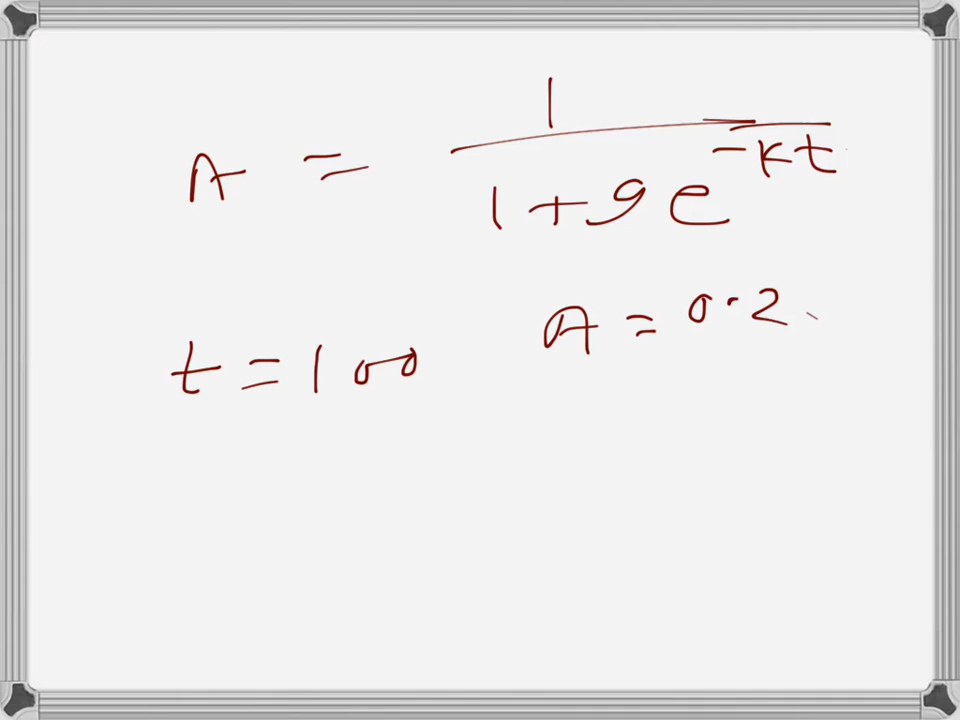 A = 1 / (1 + 9e^{-kt})
t = 100 A = 0.2